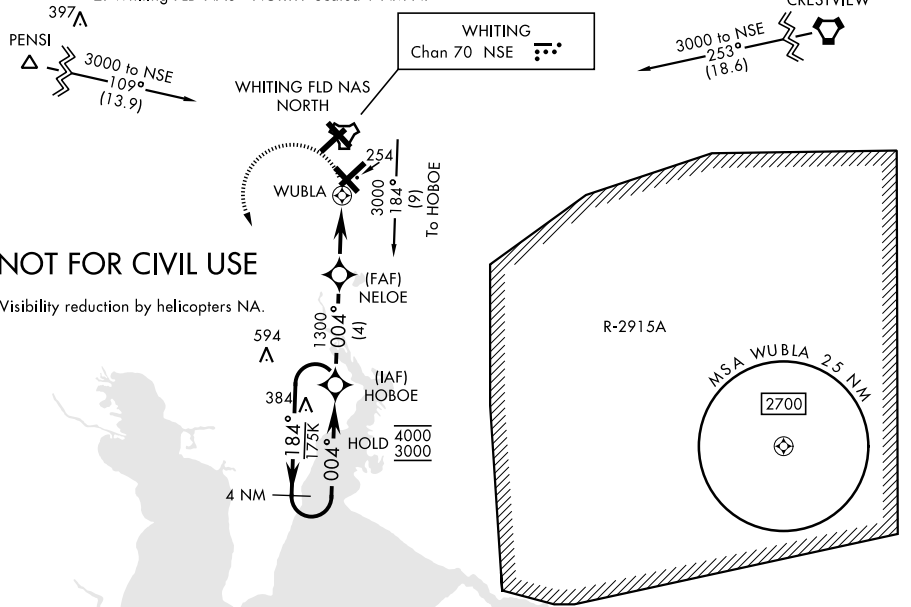 397
PENSI
3000 to NSE
109°
(13.9)
WHITING
Chan 70 NSE
CRESTVIEW
3000 to NSE
253°
(18.6)
WHITING FLD NAS
NORTH
254
WUBLA
3000
184°
(9)
To HOBOE
NOT FOR CIVIL USE
Visibility reduction by helicopters NA.
(FAF)
NELOE
1300
004°
(4)
594
(IAF)
HOBOE
384
184°
175K
004°
HOLD
4000
3000
4 NM
R-2915A
MSA WUBLA 25 NM
2700